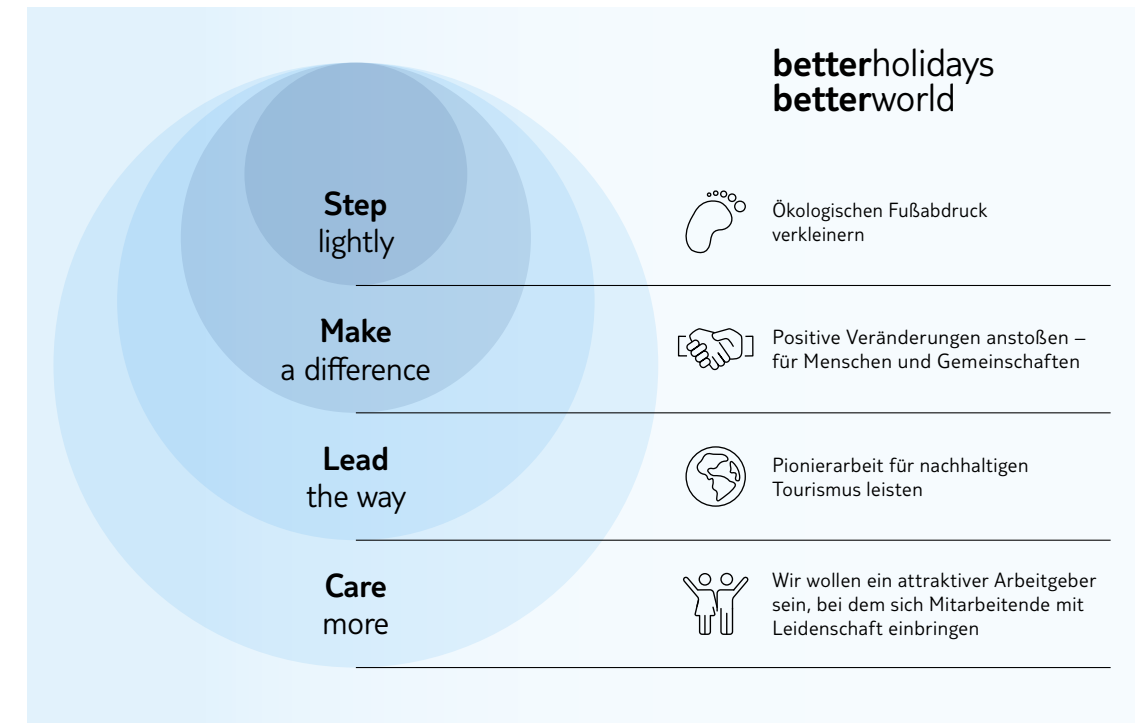 betterholidays
betterworld
Step
lightly
Ökologischen Fußabdruck
verkleinern
Make
a difference
Positive Veränderungen anstoßen –
für Menschen und Gemeinschaften
Lead
the way
Pionierarbeit für nachhaltigen
Tourismus leisten
Care
more
Wir wollen ein attraktiver Arbeitgeber
sein, bei dem sich Mitarbeitende mit
Leidenschaft einbringen